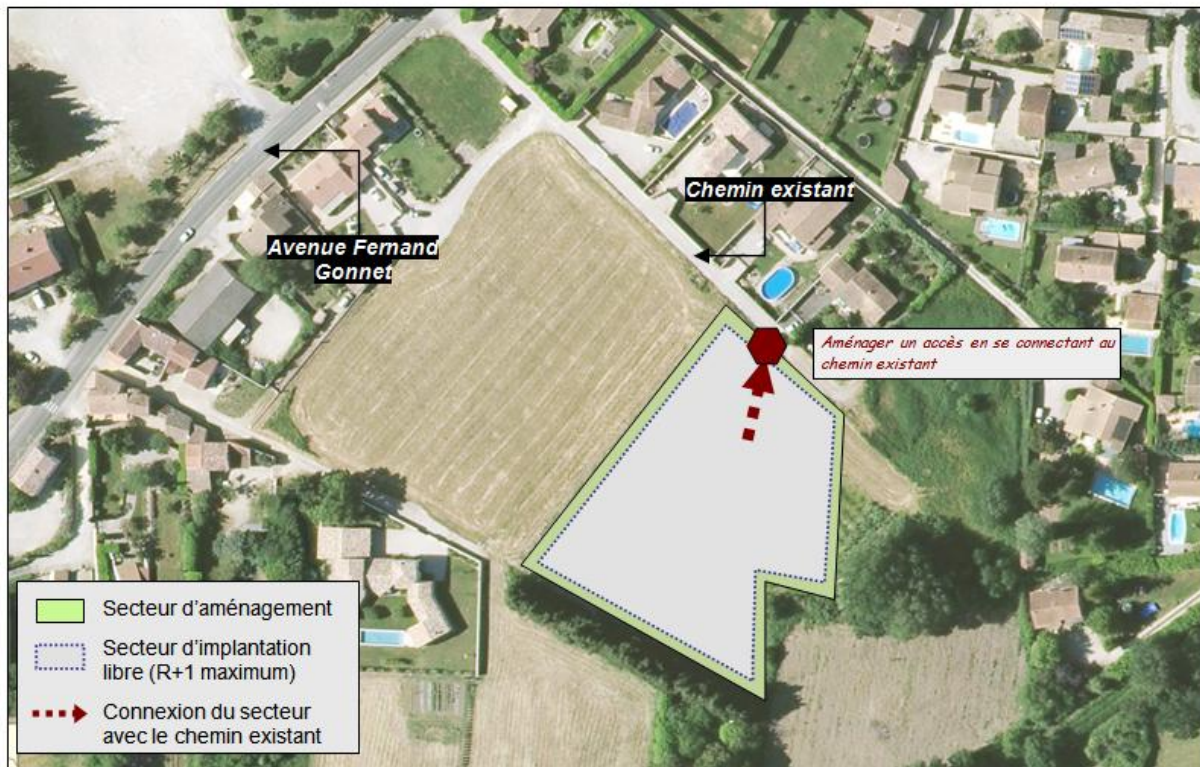 Chemin existant
Avenue Fernand
Gonnet
Aménager un accès en se connectant au
chemin existant
Secteur d'aménagement
Secteur d'implantation
libre (R+1 maximum)
Connexion du secteur
avec le chemin existant